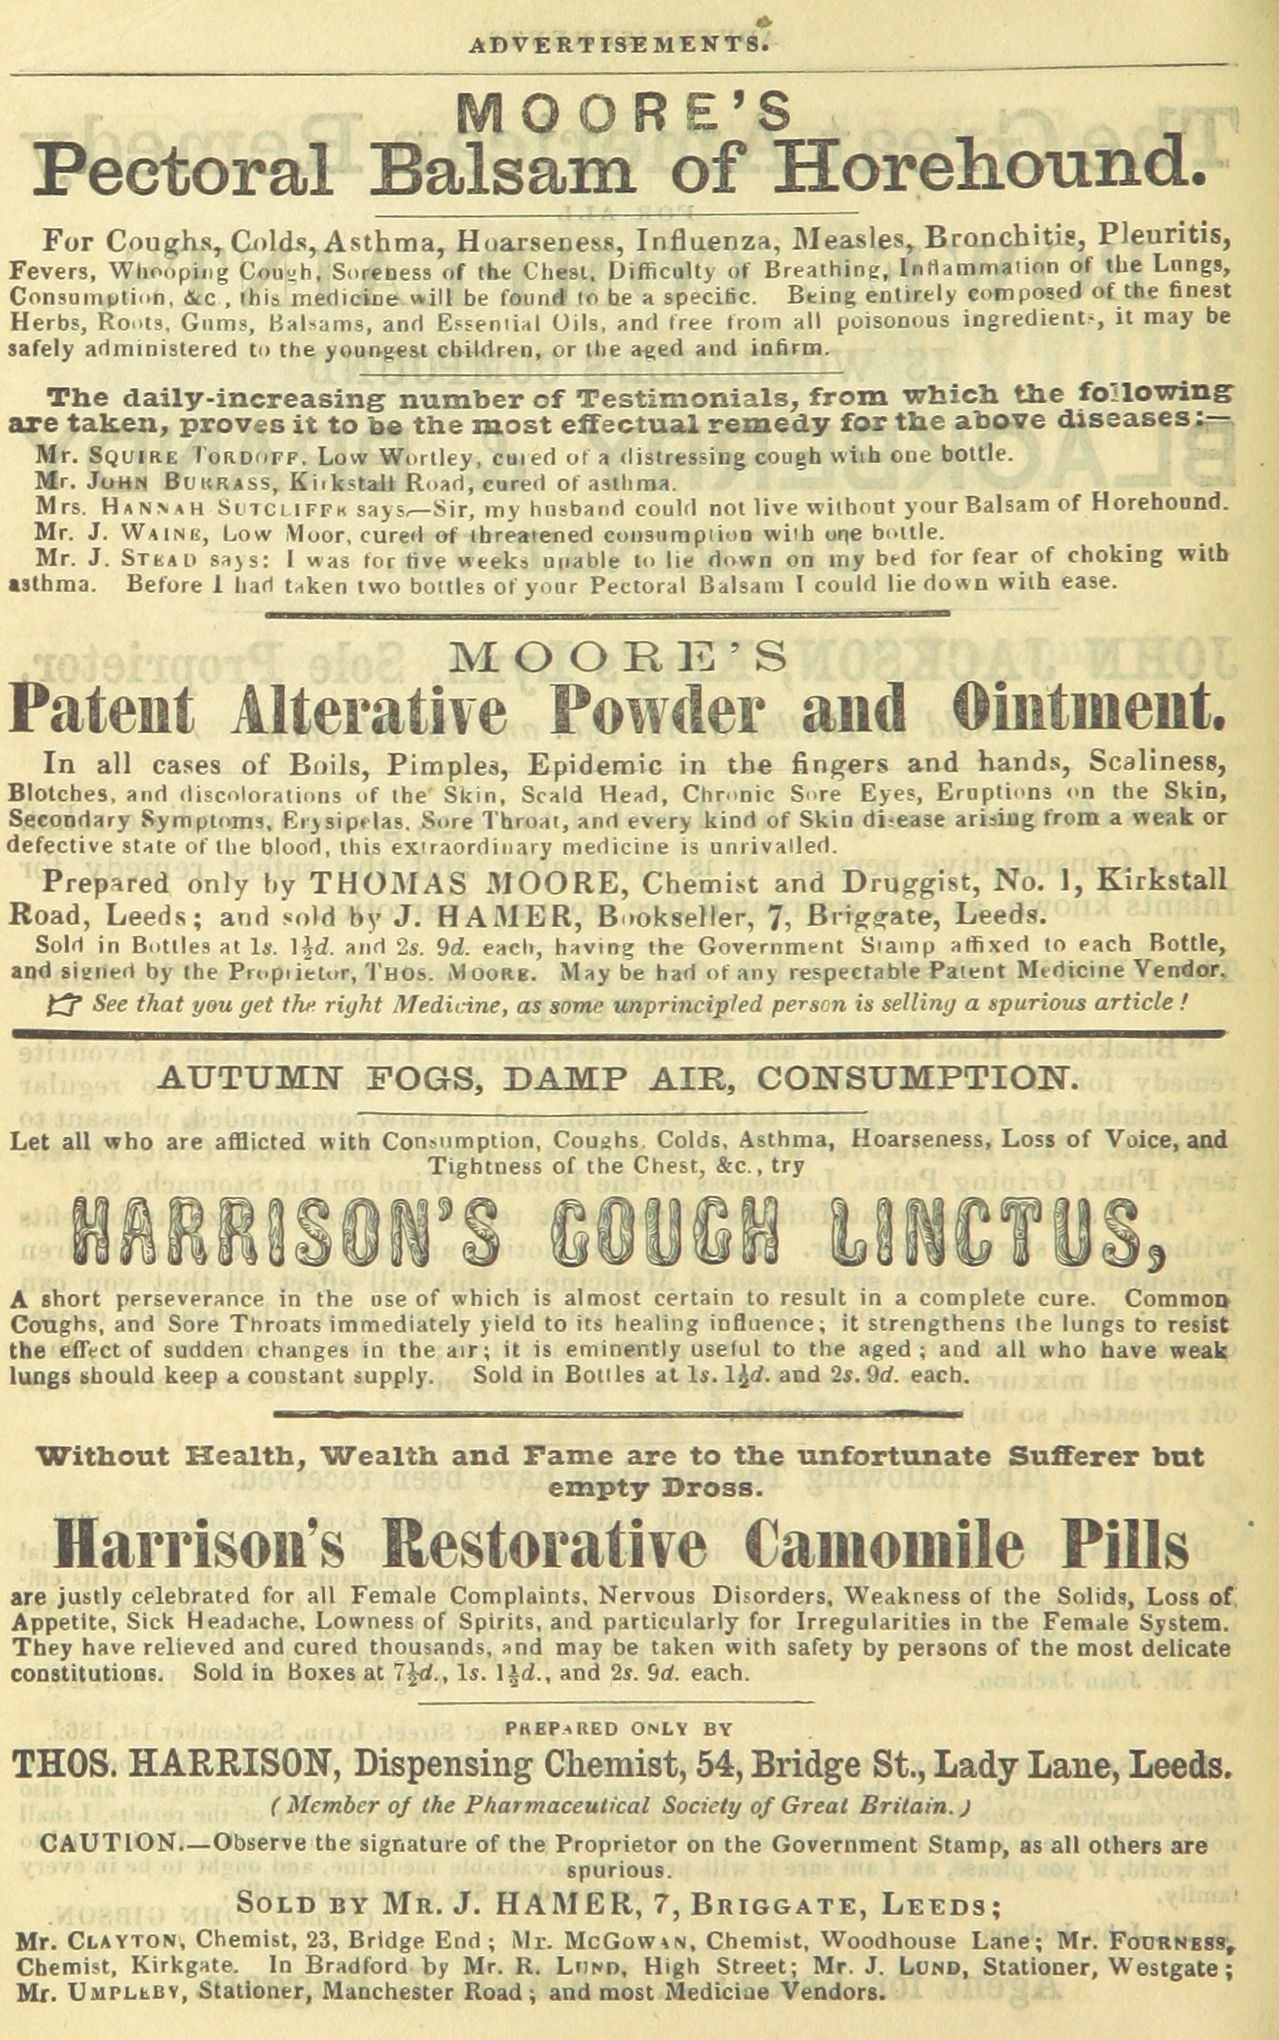 ADVERTISEMENTS.
MOORE'S
Pectoral Balsam of Horehound.
For Coughs, Colds, Asthma, Hoarseness, Influenza, Measles, Bronchitis, Pleuritis,
Fevers, Whooping Cough, Soreness of the Chest, Difficulty of Breathing, Inflammation of the Lungs,
Consumption, &c., this medicine will be found to be a specific. Being entirely composed of the finest
Herbs, Roots, Gums, Balsams, and Essential Oils, and free from all poisonous ingredients, it may be
safely administered to the youngest children, or the aged and infirm.
The daily-increasing number of Testimonials, from which the following
are taken, proves it to be the most effectual remedy for the above diseases:—
Mr. SQUIRE TORDOFF, Low Wortley, cured of a distressing cough with one bottle.
Mr. JOHN BURRASS, Kirkstall Road, cured of asthma.
Mrs. HANNAH SUTCLIFFE says,—Sir, my husband could not live without your Balsam of Horehound.
Mr. J. WAINE, Low Moor, cured of threatened consumption with one bottle.
Mr. J. STEAD says: I was for five weeks unable to lie down on my bed for fear of choking with
asthma. Before I had taken two bottles of your Pectoral Balsam I could lie down with ease.
MOORE'S
Patent Alterative Powder and Ointment.
In all cases of Boils, Pimples, Epidemic in the fingers and hands, Scaliness,
Blotches, and discolorations of the Skin, Scald Head, Chronic Sore Eyes, Eruptions on the Skin,
Secondary Symptoms, Erysipelas, Sore Throat, and every kind of Skin disease arising from a weak or
defective state of the blood, this extraordinary medicine is unrivalled.
Prepared only by THOMAS MOORE, Chemist and Druggist, No. 1, Kirkstall
Road, Leeds; and sold by J. HAMER, Bookseller, 7, Briggate, Leeds.
Sold in Bottles at 1s. 1½d. and 2s. 9d. each, having the Government Stamp affixed to each Bottle,
and signed by the Proprietor, THOS. MOORE. May be had of any respectable Patent Medicine Vendor.
☞ See that you get the right Medicine, as some unprincipled person is selling a spurious article!
AUTUMN FOGS, DAMP AIR, CONSUMPTION.
Let all who are afflicted with Consumption, Coughs, Colds, Asthma, Hoarseness, Loss of Voice, and
Tightness of the Chest, &c., try
HARRISON'S COUGH LINCTUS,
A short perseverance in the use of which is almost certain to result in a complete cure. Common
Coughs, and Sore Throats immediately yield to its healing influence; it strengthens the lungs to resist
the effect of sudden changes in the air; it is eminently useful to the aged; and all who have weak
lungs should keep a constant supply. Sold in Bottles at 1s. 1½d. and 2s. 9d. each.
Without Health, Wealth and Fame are to the unfortunate Sufferer but
empty Dross.
Harrison's Restorative Camomile Pills
are justly celebrated for all Female Complaints, Nervous Disorders, Weakness of the Solids, Loss of
Appetite, Sick Headache, Lowness of Spirits, and particularly for Irregularities in the Female System.
They have relieved and cured thousands, and may be taken with safety by persons of the most delicate
constitutions. Sold in Boxes at 7½d., 1s. 1½d., and 2s. 9d. each.
PREPARED ONLY BY
THOS. HARRISON, Dispensing Chemist, 54, Bridge St., Lady Lane, Leeds.
(Member of the Pharmaceutical Society of Great Britain.)
CAUTION.—Observe the signature of the Proprietor on the Government Stamp, as all others are
spurious.
SOLD BY MR. J. HAMER, 7, BRIGGATE, LEEDS;
Mr. CLAYTON, Chemist, 23, Bridge End; Mr. MCGOWAN, Chemist, Woodhouse Lane; Mr. FOURNESS,
Chemist, Kirkgate. In Bradford by Mr. R. LUND, High Street; Mr. J. LUND, Stationer, Westgate;
Mr. UMPLEBY, Stationer, Manchester Road; and most Medicine Vendors.